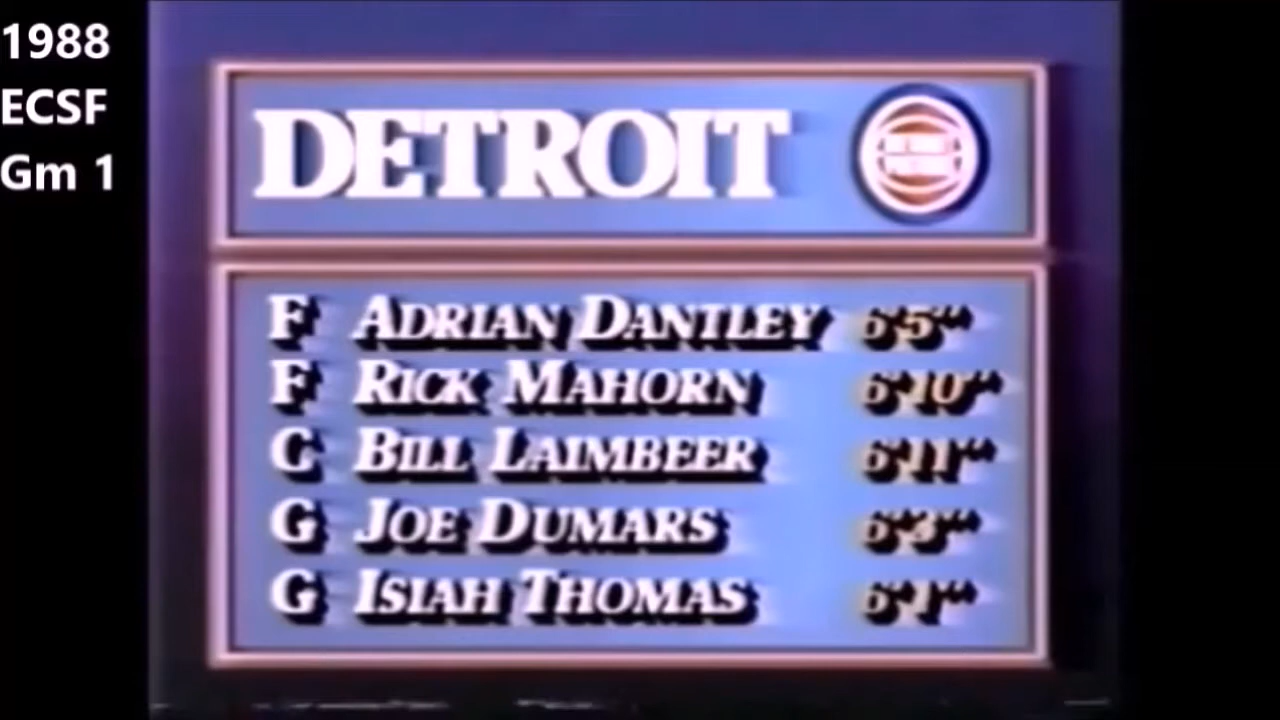 1988
ECSF
Gm 1
DETROIT
F ADRIAN DANTLEY 6'5"
F RICK MAHORN 6'10"
C BILL LAIMBEER 6'11"
G JOE DUMARS 6'3"
G ISIAH THOMAS 6'1"